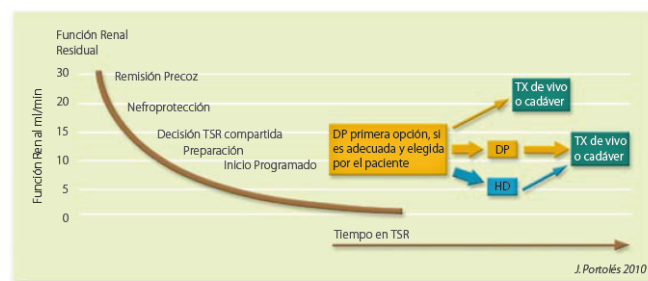 Función Renal
Residual
Función Renal ml/min
30
20
15
10
5
0
Remisión Precoz
Nefroprotección
Decisión TSR compartida
Preparación
Inicio Programado
DP primera opción, si
es adecuada y elegida
por el paciente
TX de vivo
o cadáver
DP
HD
TX de vivo
o cadáver
Tiempo en TSR
J. Portolés 2010